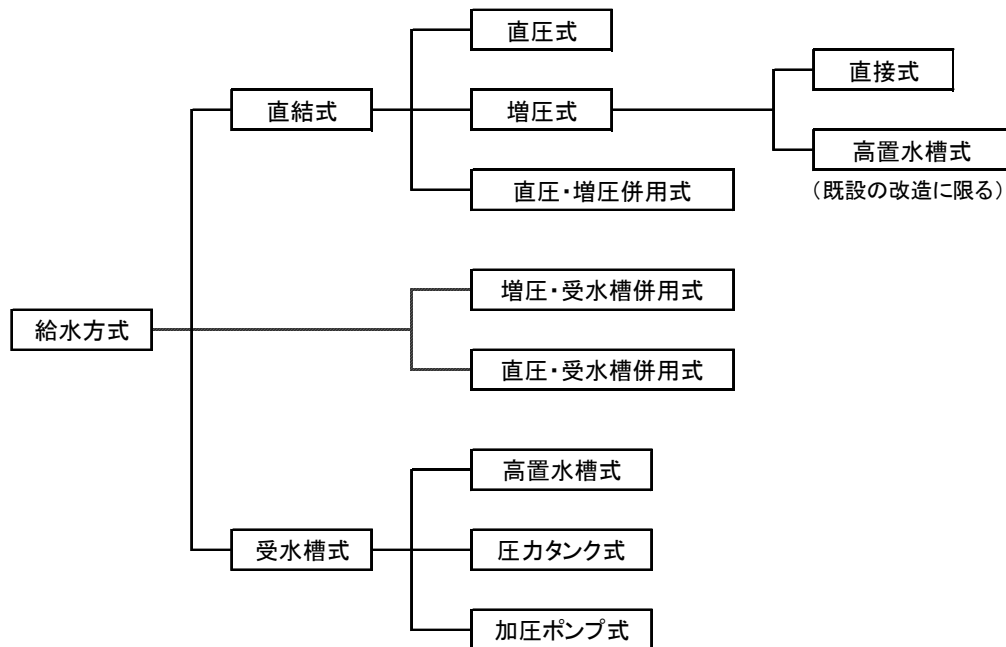 給水方式
直結式
直圧式
増圧式
直接式
高置水槽式
（既設の改造に限る）
直圧・増圧併用式
増圧・受水槽併用式
直圧・受水槽併用式
受水槽式
高置水槽式
圧力タンク式
加圧ポンプ式